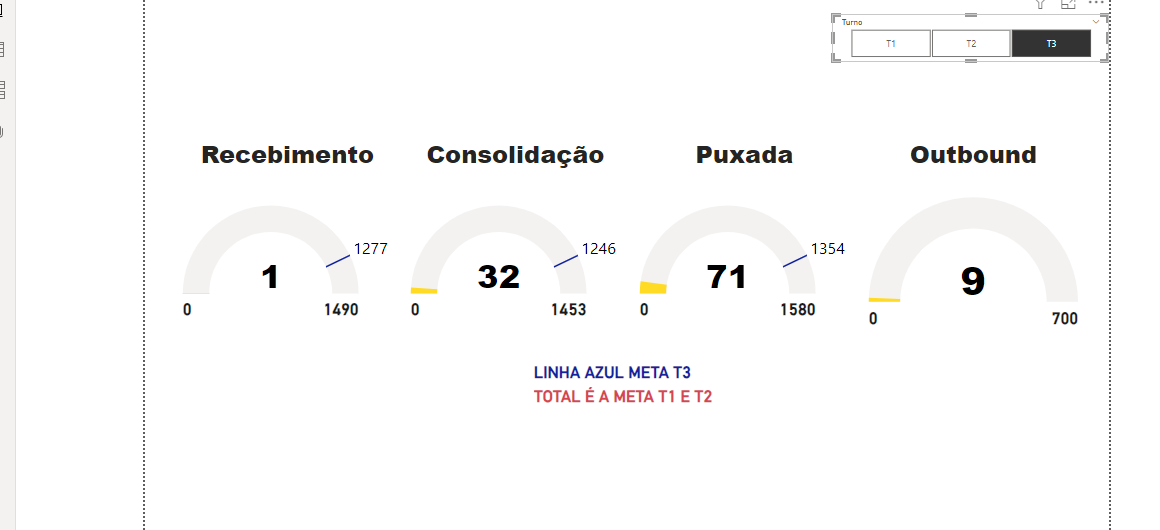 Turno
T1 T2 T3
Recebimento Consolidação Puxada Outbound
1277 1246 1354
1 32 71 9
0 1490 0 1453 0 1580 0 700
LINHA AZUL META T3
TOTAL É A META T1 E T2